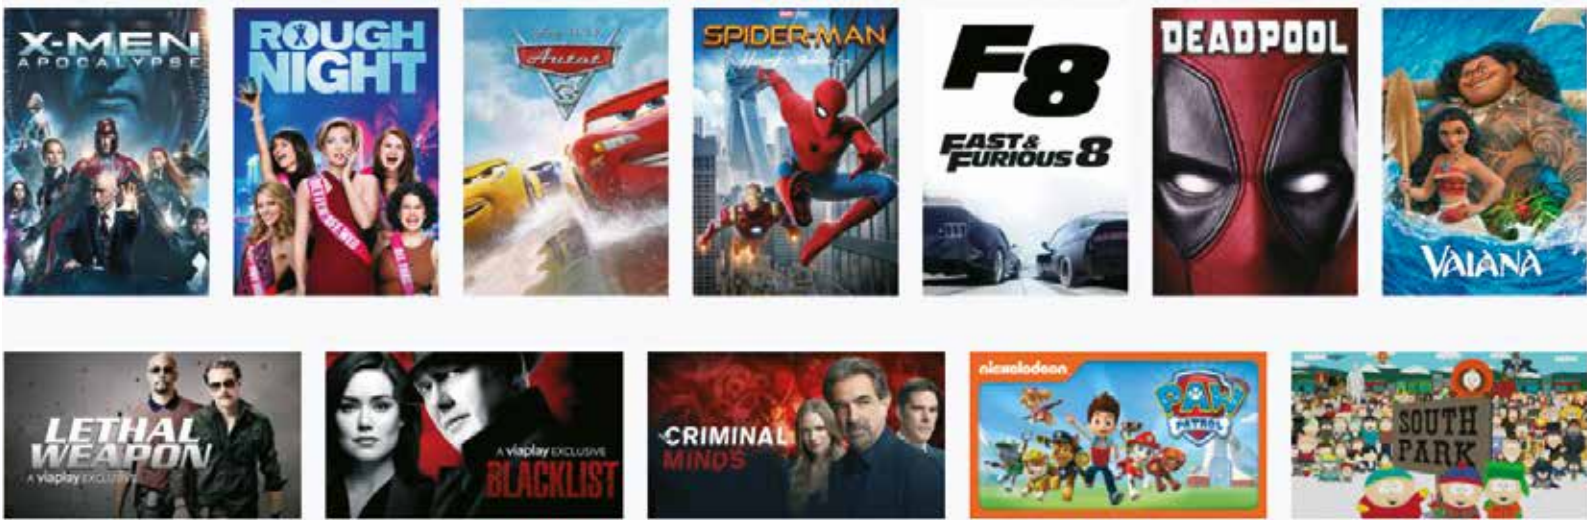 X-MEN
APOCALYPSE
ROUGH
NIGHT
Autot
3
SPIDER-MAN
F8
FAST &
FURIOUS 8
DEADPOOL
VAIANA
LETHAL
WEAPON
A viaplay EXCLUSIVE
A viaplay EXCLUSIVE
BLACKLIST
CRIMINAL
MINDS
nickelodeon
PAW
PATROL
SOUTH
PARK